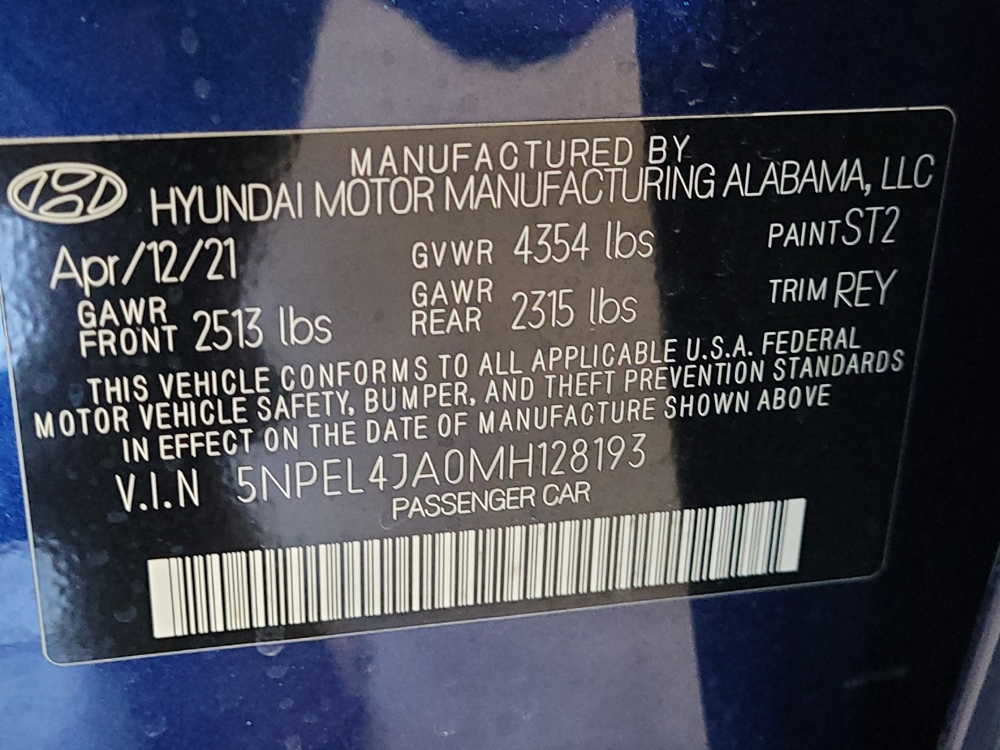 MANUFACTURED BY
HYUNDAI MOTOR MANUFACTURING ALABAMA, LLC
Apr/12/21 GVWR 4354 lbs PAINT ST2
GAWR FRONT 2513 lbs GAWR REAR 2315 lbs TRIM REY
THIS VEHICLE CONFORMS TO ALL APPLICABLE U.S.A. FEDERAL
MOTOR VEHICLE SAFETY, BUMPER, AND THEFT PREVENTION STANDARDS
IN EFFECT ON THE DATE OF MANUFACTURE SHOWN ABOVE
V.I.N 5NPEL4JA0MH128193
PASSENGER CAR